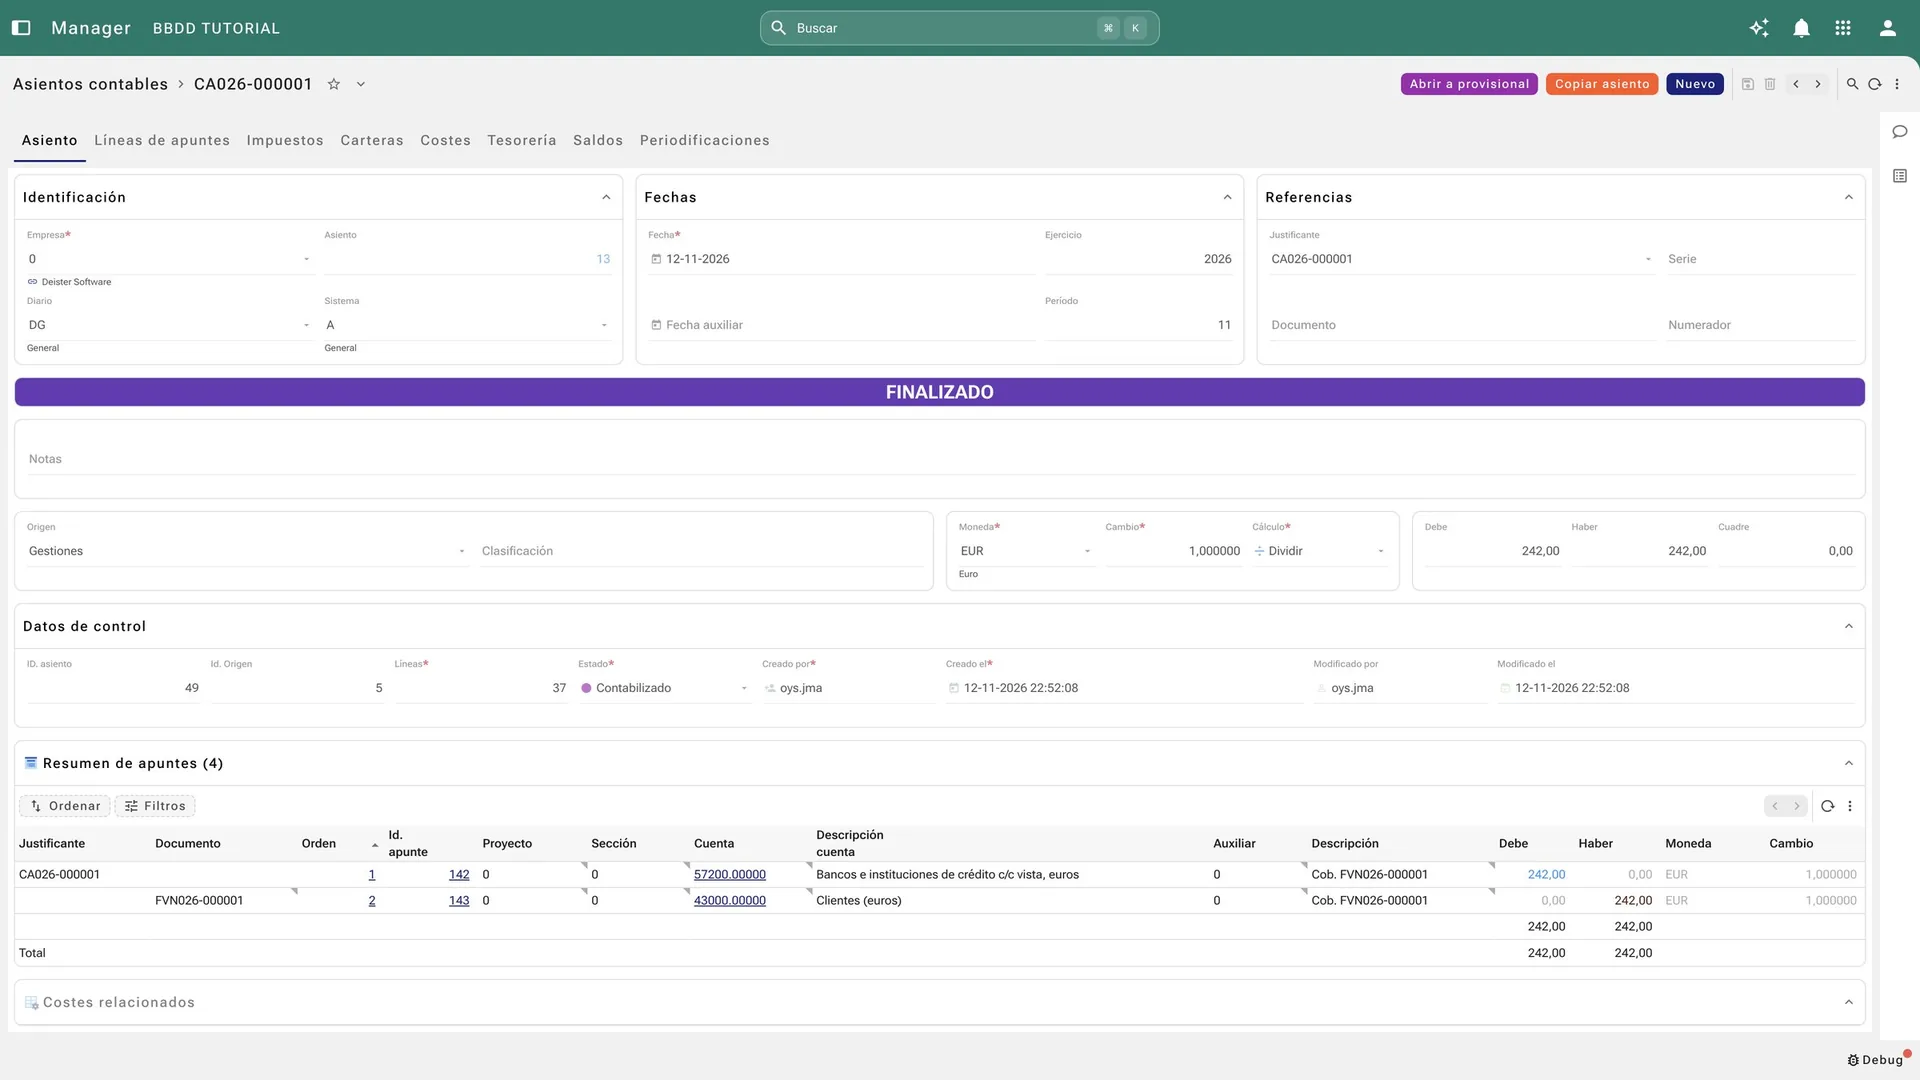 Manager BBDD TUTORIAL Buscar ⌘ K
Asientos contables › CA026-000001 Abrir a provisional Copiar asiento Nuevo
Asiento Líneas de apuntes Impuestos Carteras Costes Tesorería Saldos Periodificaciones
Identificación Fechas Referencias
Empresa* Asiento Fecha* Ejercicio Justificante
0 13 12-11-2026 2026 CA026-000001 Serie
Deister Software
Diario Sistema Período
DG A Fecha auxiliar 11 Documento Numerador
General General
FINALIZADO
Notas
Origen Moneda* Cambio* Cálculo* Debe Haber Cuadre
Gestiones Clasificación EUR 1,000000 Dividir 242,00 242,00 0,00
Euro
Datos de control
ID. asiento Id. Origen Líneas* Estado* Creado por* Creado el* Modificado por Modificado el
49 5 37 Contabilizado oys.jma 12-11-2026 22:52:08 oys.jma 12-11-2026 22:52:08
Resumen de apuntes (4)
Ordenar Filtros
Justificante Documento Orden Id. apunte Proyecto Sección Cuenta Descripción cuenta Auxiliar Descripción Debe Haber Moneda Cambio
CA026-000001 1 142 0 0 57200.00000 Bancos e instituciones de crédito c/c vista, euros 0 Cob. FVN026-000001 242,00 0,00 EUR 1,000000
FVN026-000001 2 143 0 0 43000.00000 Clientes (euros) 0 Cob. FVN026-000001 0,00 242,00 EUR 1,000000
242,00 242,00
Total 242,00 242,00
Costes relacionados
Debug